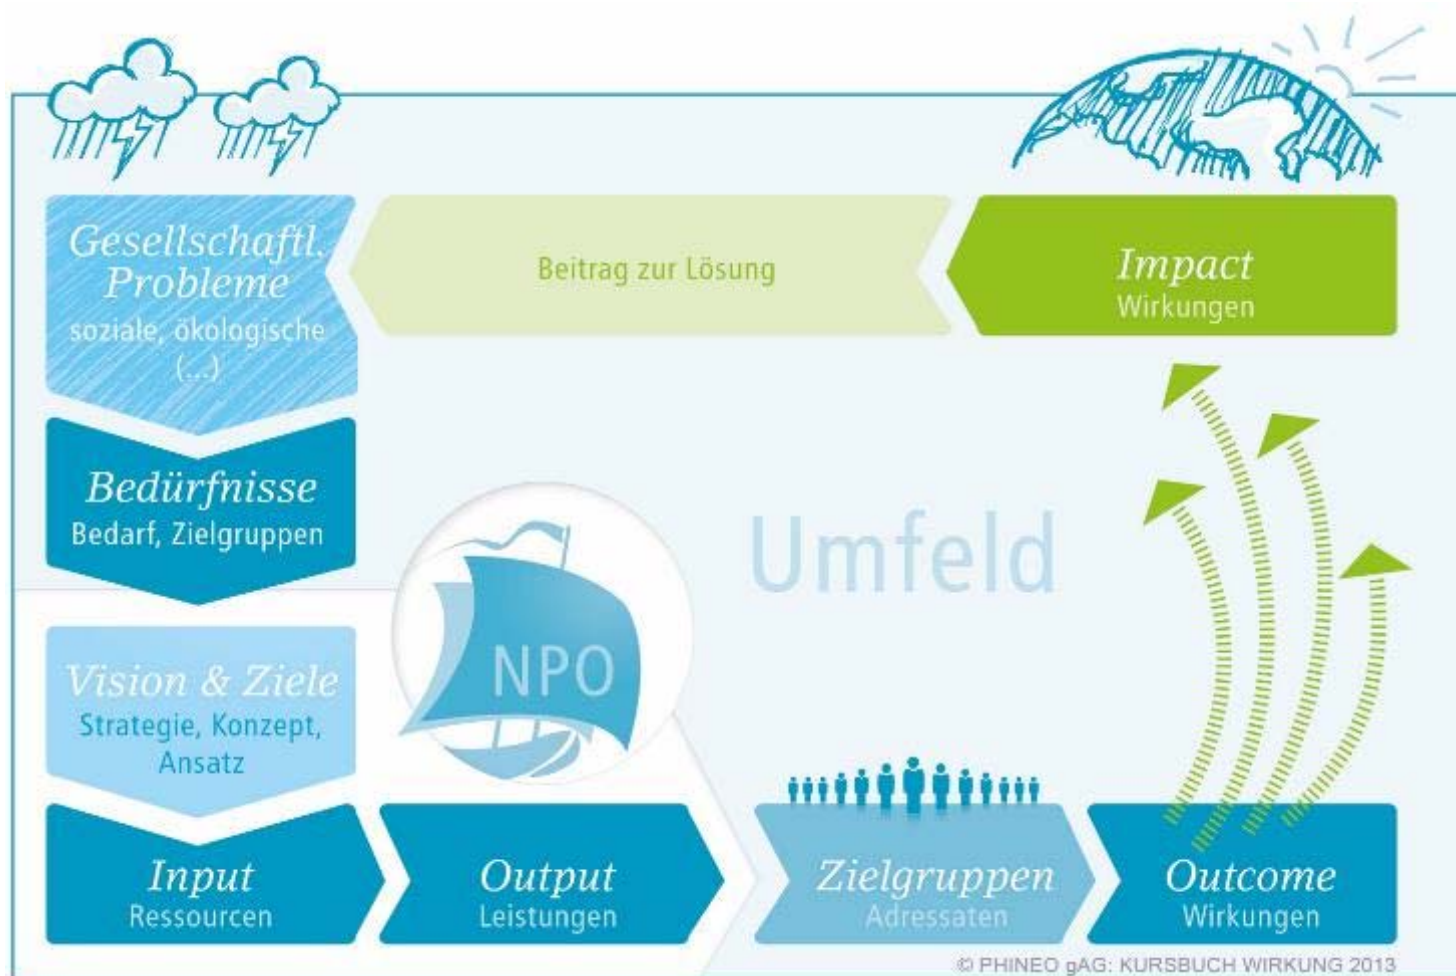 Gesellschaftl.
Probleme
soziale, ökologische
(...)
Beitrag zur Lösung
Impact
Wirkungen
Bedürfnisse
Bedarf, Zielgruppen
Umfeld
NPO
Vision & Ziele
Strategie, Konzept,
Ansatz
Input
Ressourcen
Output
Leistungen
Zielgruppen
Adressaten
Outcome
Wirkungen
© PHINEO gAG: KURSBUCH WIRKUNG 2013